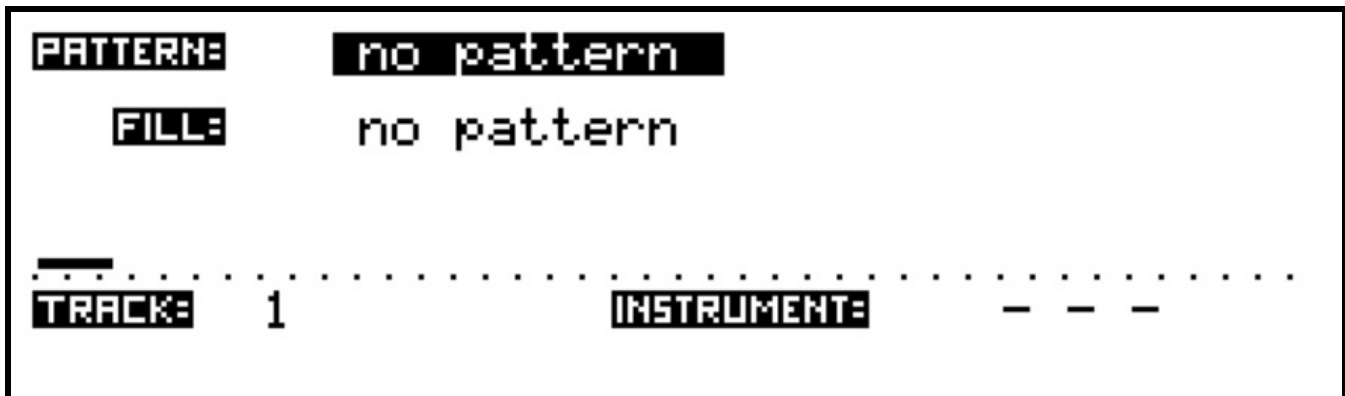 PATTERN: no pattern
FILL: no pattern
TRACK: 1 INSTRUMENT: - - -